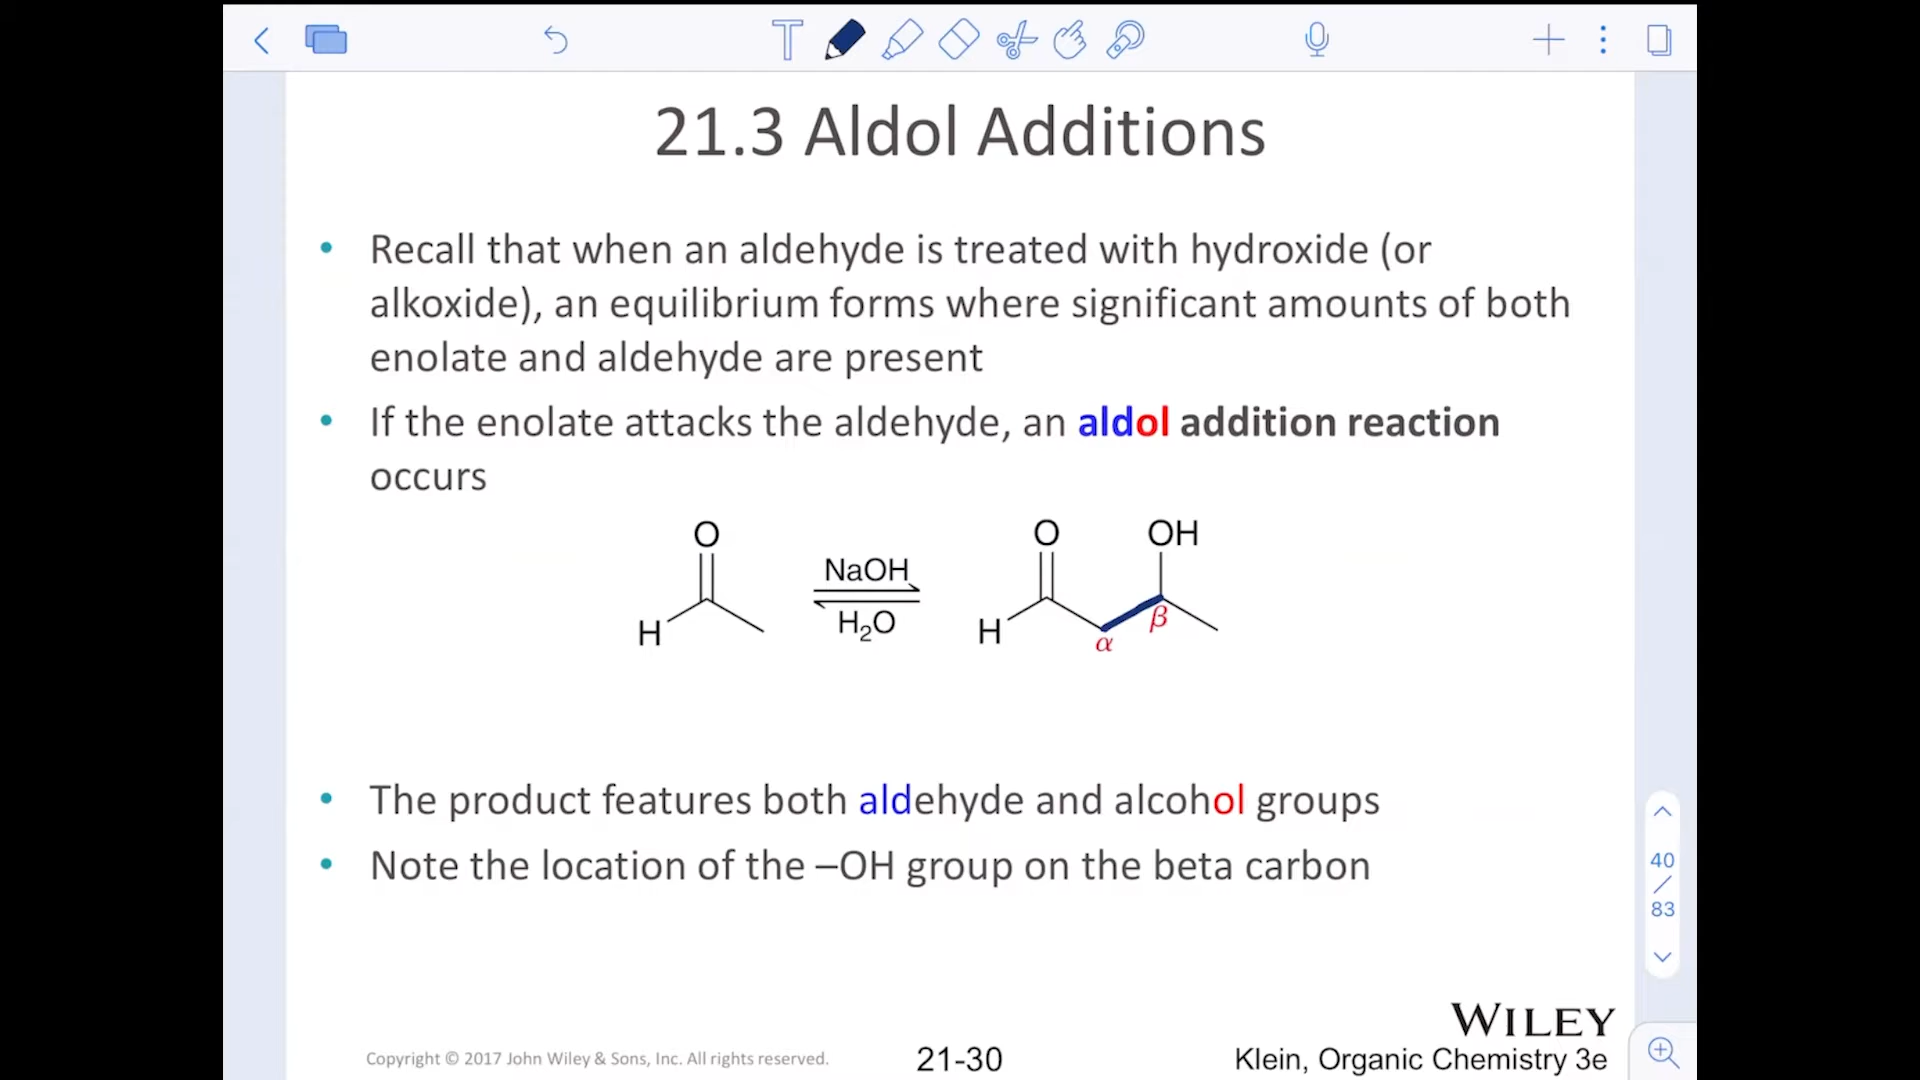 21.3 Aldol Additions
• Recall that when an aldehyde is treated with hydroxide (or
alkoxide), an equilibrium forms where significant amounts of both
enolate and aldehyde are present
• If the enolate attacks the aldehyde, an aldol addition reaction
occurs
O
H
NaOH
H₂O
O
OH
H
α
β
• The product features both aldehyde and alcohol groups
• Note the location of the –OH group on the beta carbon
40
/
83
WILEY
Copyright © 2017 John Wiley & Sons, Inc. All rights reserved.
21-30
Klein, Organic Chemistry 3e